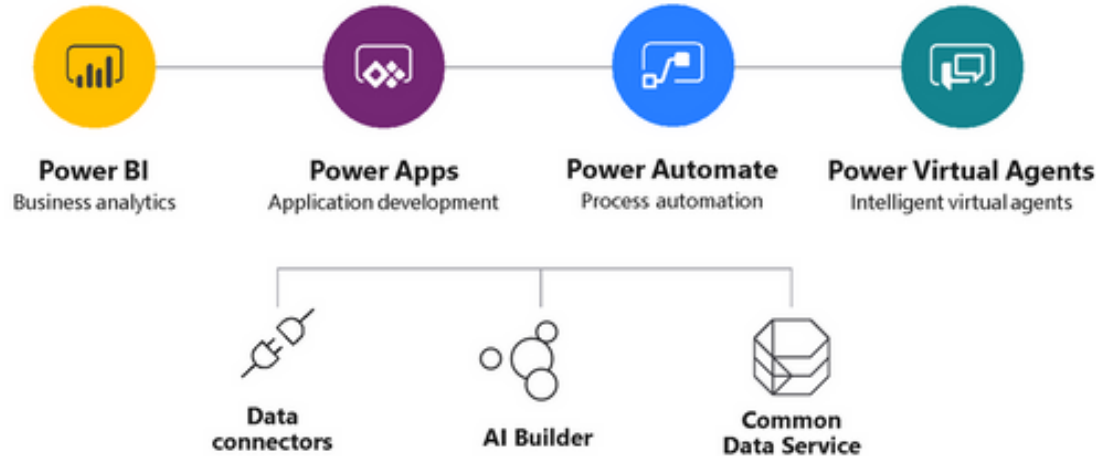 Power BI
Business analytics
Power Apps
Application development
Power Automate
Process automation
Power Virtual Agents
Intelligent virtual agents
Data
connectors
AI Builder
Common
Data Service